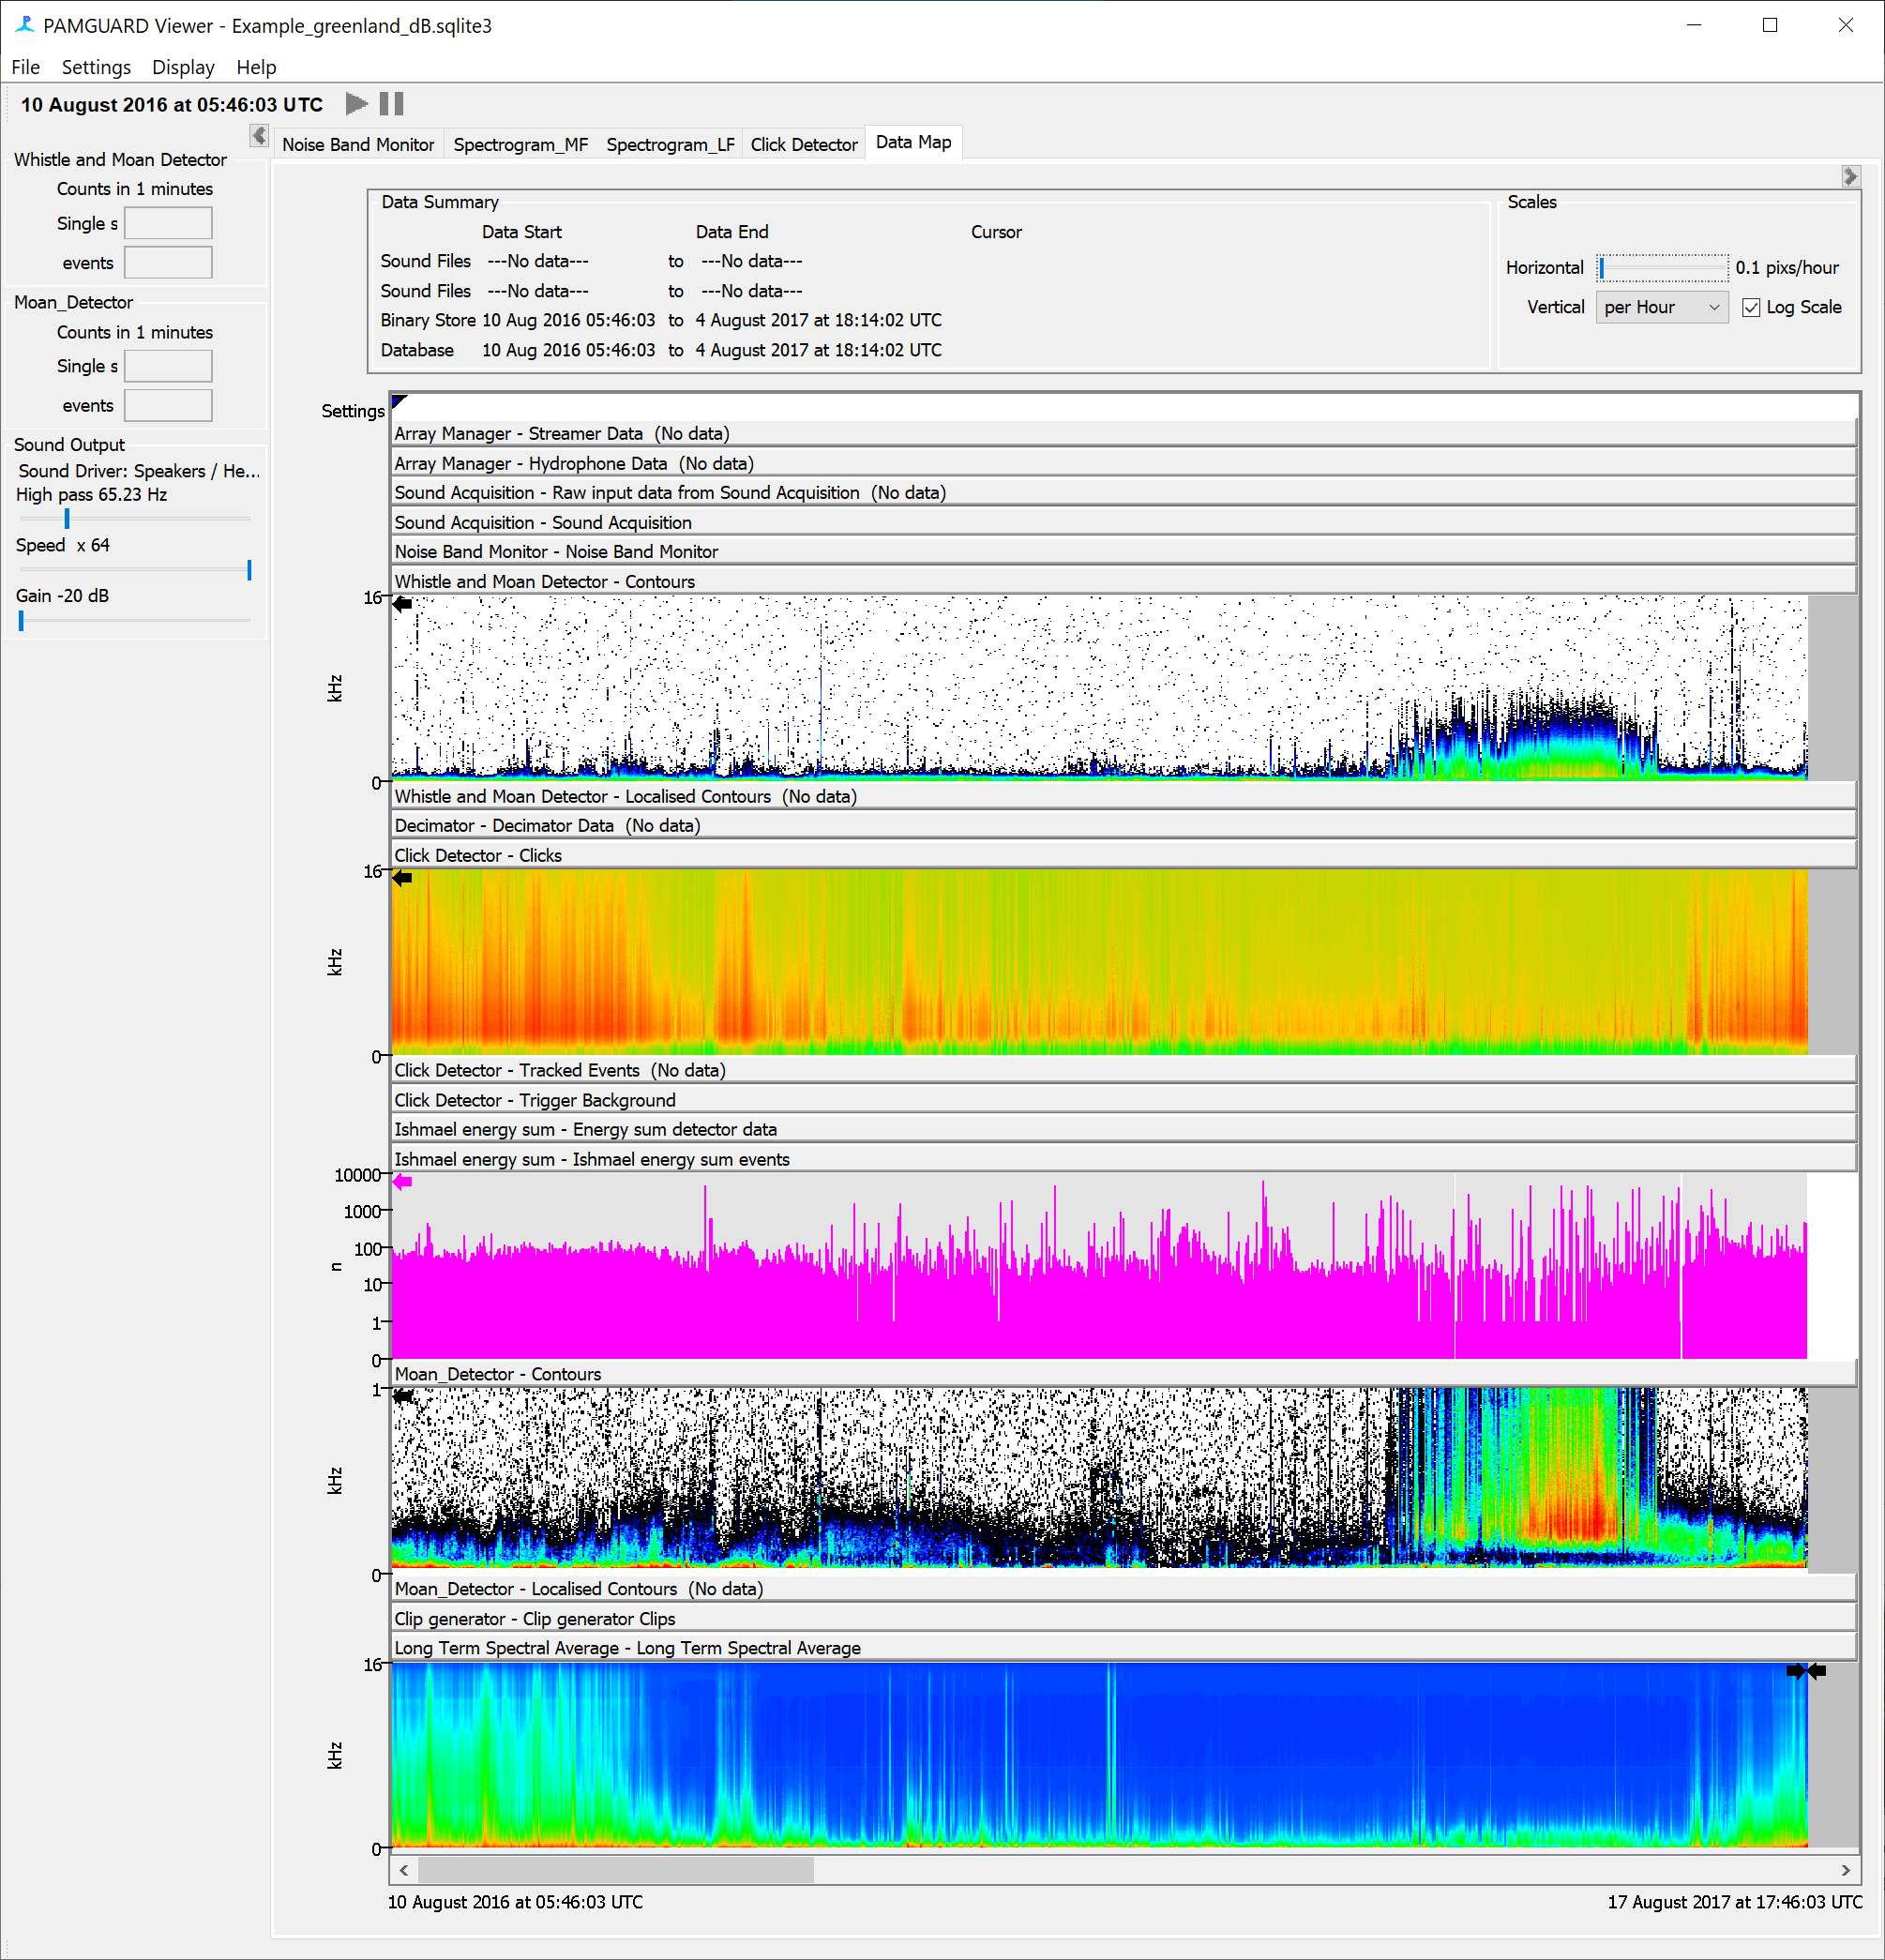 PAMGUARD Viewer - Example_greenland_dB.sqlite3
File Settings Display Help
10 August 2016 at 05:46:03 UTC
Noise Band Monitor Spectrogram_MF Spectrogram_LF Click Detector Data Map
Whistle and Moan Detector
Counts in 1 minutes
Single s
events
Moan_Detector
Counts in 1 minutes
Single s
events
Sound Output
Sound Driver: Speakers / He...
High pass 65.23 Hz
Speed x 64
Gain -20 dB
Data Summary
Data Start Data End Cursor
Sound Files ---No data--- to ---No data---
Sound Files ---No data--- to ---No data---
Binary Store 10 Aug 2016 05:46:03 to 4 August 2017 at 18:14:02 UTC
Database 10 Aug 2016 05:46:03 to 4 August 2017 at 18:14:02 UTC
Scales
Horizontal 0.1 pixs/hour
Vertical per Hour Log Scale
Settings
Array Manager - Streamer Data (No data)
Array Manager - Hydrophone Data (No data)
Sound Acquisition - Raw input data from Sound Acquisition (No data)
Sound Acquisition - Sound Acquisition
Noise Band Monitor - Noise Band Monitor
Whistle and Moan Detector - Contours
16
kHz
0
Whistle and Moan Detector - Localised Contours (No data)
Decimator - Decimator Data (No data)
Click Detector - Clicks
16
kHz
0
Click Detector - Tracked Events (No data)
Click Detector - Trigger Background
Ishmael energy sum - Energy sum detector data
Ishmael energy sum - Ishmael energy sum events
10000
1000
100
n
10
1
0
Moan_Detector - Contours
1
kHz
0
Moan_Detector - Localised Contours (No data)
Clip generator - Clip generator Clips
Long Term Spectral Average - Long Term Spectral Average
16
kHz
0
10 August 2016 at 05:46:03 UTC 17 August 2017 at 17:46:03 UTC